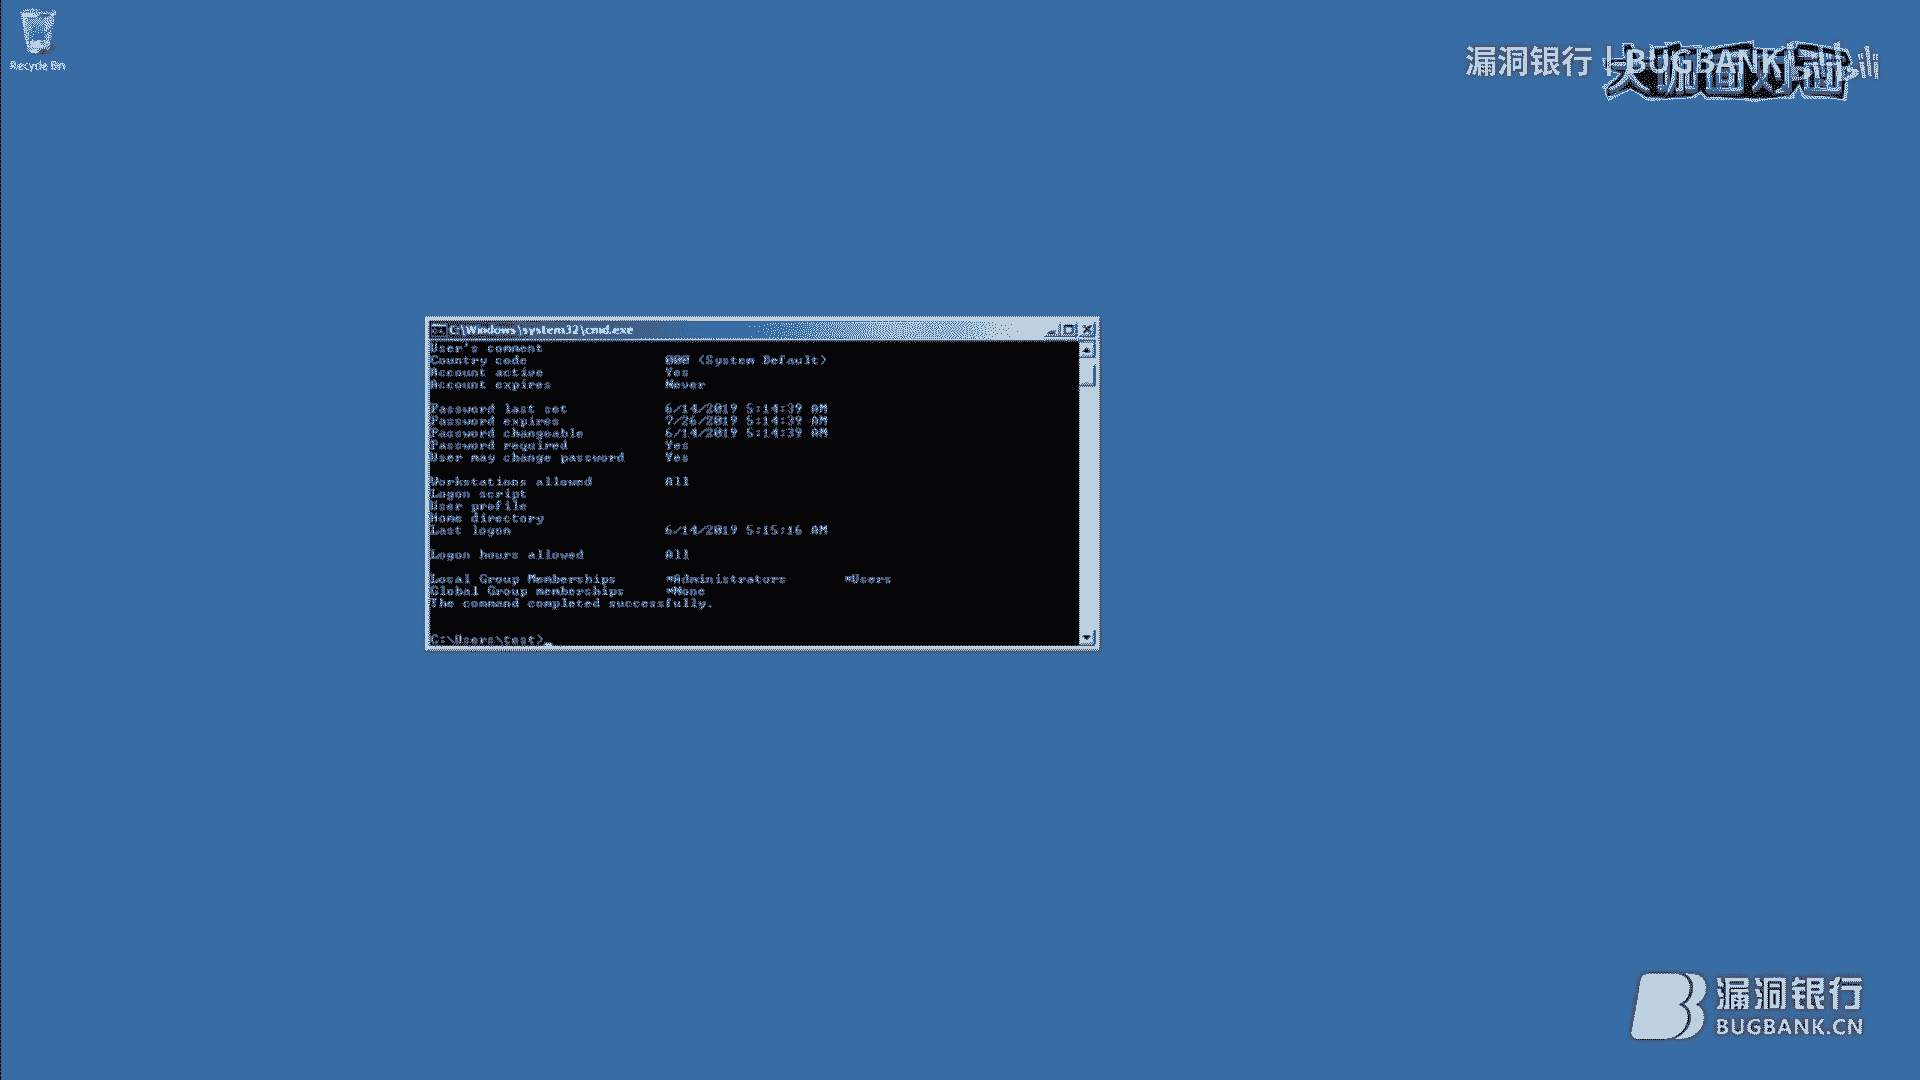 Recycle Bin
漏洞银行 | BUGBANK
大咖面对面
C:\Windows\system32\cmd.exe
User's comment
Country code 000 (System Default)
Account active Yes
Account expires Never
Password last set 6/14/2019 5:14:39 AM
Password expires 7/26/2019 5:14:39 AM
Password changeable 6/14/2019 5:14:39 AM
Password required Yes
User may change password Yes
Workstations allowed All
Logon script
User profile
Home directory
Last logon 6/14/2019 5:15:16 AM
Logon hours allowed All
Local Group Memberships *Administrators *Users
Global Group memberships *None
The command completed successfully.
C:\Users\test>_
漏洞银行
BUGBANK.CN